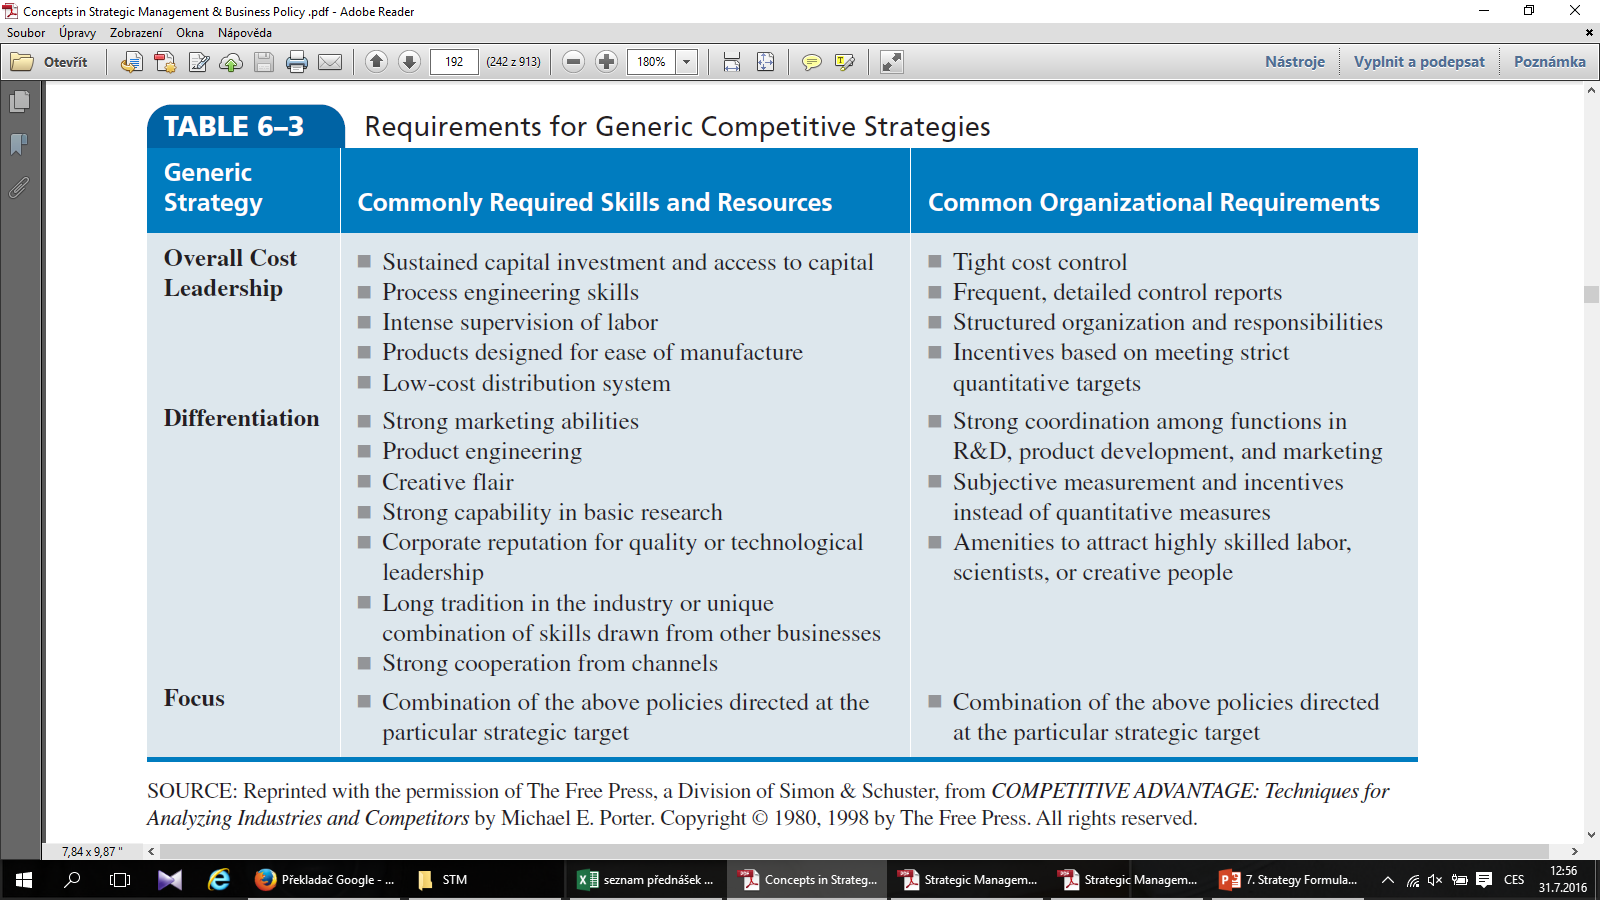 Concepts in Strategic Management & Business Policy .pdf - Adobe Reader
Soubor Úpravy Zobrazení Okna Nápověda
Otevřít 192 (242 z 913) 180% Nástroje Vyplnit a podepsat Poznámka
TABLE 6–3 Requirements for Generic Competitive Strategies
Generic
Strategy Commonly Required Skills and Resources Common Organizational Requirements
Overall Cost
Leadership
■ Sustained capital investment and access to capital
■ Process engineering skills
■ Intense supervision of labor
■ Products designed for ease of manufacture
■ Low-cost distribution system
■ Tight cost control
■ Frequent, detailed control reports
■ Structured organization and responsibilities
■ Incentives based on meeting strict
quantitative targets
Differentiation
■ Strong marketing abilities
■ Product engineering
■ Creative flair
■ Strong capability in basic research
■ Corporate reputation for quality or technological
leadership
■ Long tradition in the industry or unique
combination of skills drawn from other businesses
■ Strong cooperation from channels
■ Strong coordination among functions in
R&D, product development, and marketing
■ Subjective measurement and incentives
instead of quantitative measures
■ Amenities to attract highly skilled labor,
scientists, or creative people
Focus
■ Combination of the above policies directed at the
particular strategic target
■ Combination of the above policies directed
at the particular strategic target
SOURCE: Reprinted with the permission of The Free Press, a Division of Simon & Schuster, from COMPETITIVE ADVANTAGE: Techniques for
Analyzing Industries and Competitors by Michael E. Porter. Copyright © 1980, 1998 by The Free Press. All rights reserved.
7,84 x 9,87 "
Překladač Google - ... STM seznam přednášek ... Concepts in Strateg... Strategic Managem... Strategic Managem... 7. Strategy Formula... CES 12:56
31.7.2016